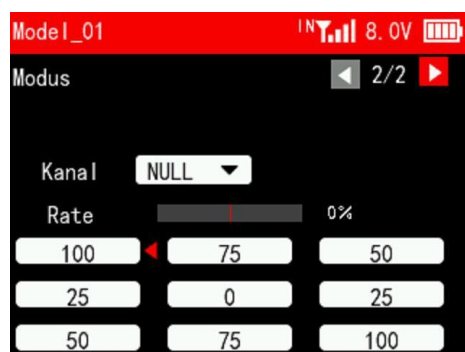 Model_01 IN 8.0V
Modus 2/2
Kanal NULL
Rate 0%
100 75 50
25 0 25
50 75 100